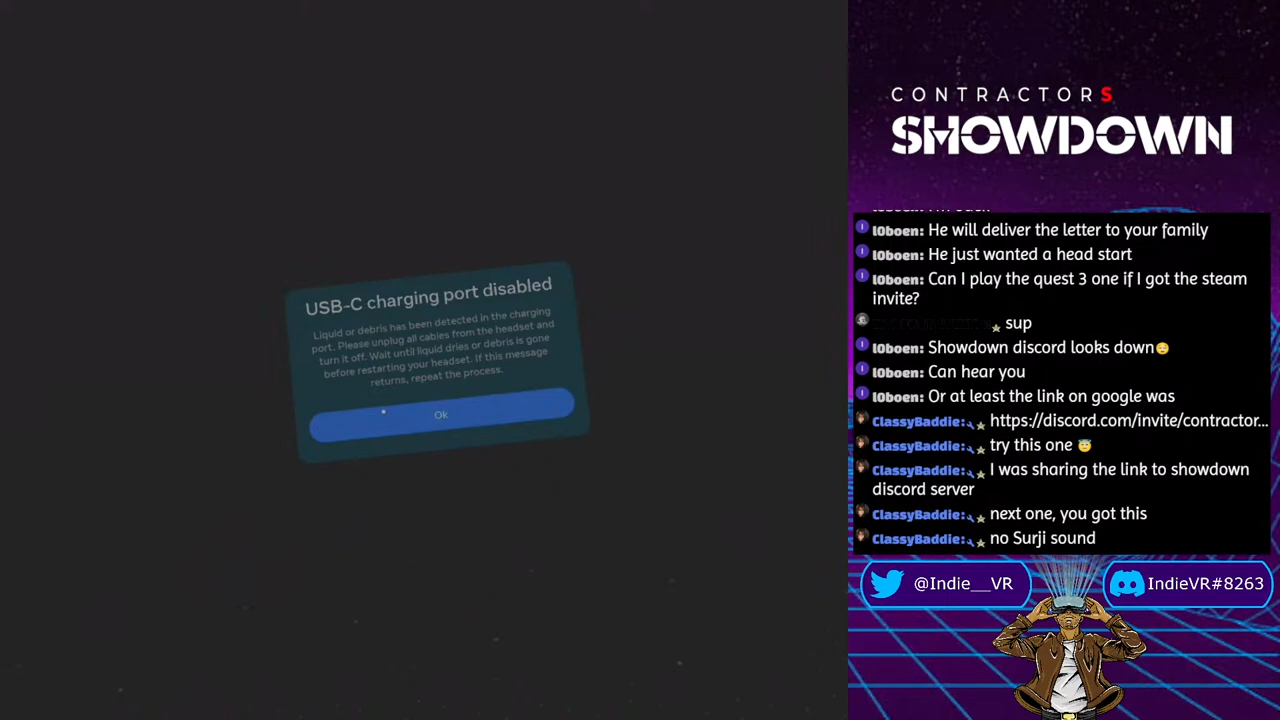 USB-C charging port disabled
Liquid or debris has been detected in the charging
port. Please unplug all cables from the headset and
turn it off. Wait until liquid dries or debris is gone
before restarting your headset. If this message
returns, repeat the process.
Ok
CONTRACTORS
SHOWDOWN
l0boen: He will deliver the letter to your family
l0boen: He just wanted a head start
l0boen: Can I play the quest 3 one if I got the steam
invite?
sup
l0boen: Showdown discord looks down
l0boen: Can hear you
l0boen: Or at least the link on google was
ClassyBaddie: https://discord.com/invite/contractor...
ClassyBaddie: try this one
ClassyBaddie: I was sharing the link to showdown
discord server
ClassyBaddie: next one, you got this
ClassyBaddie: no Surji sound
@Indie__VR
IndieVR#8263